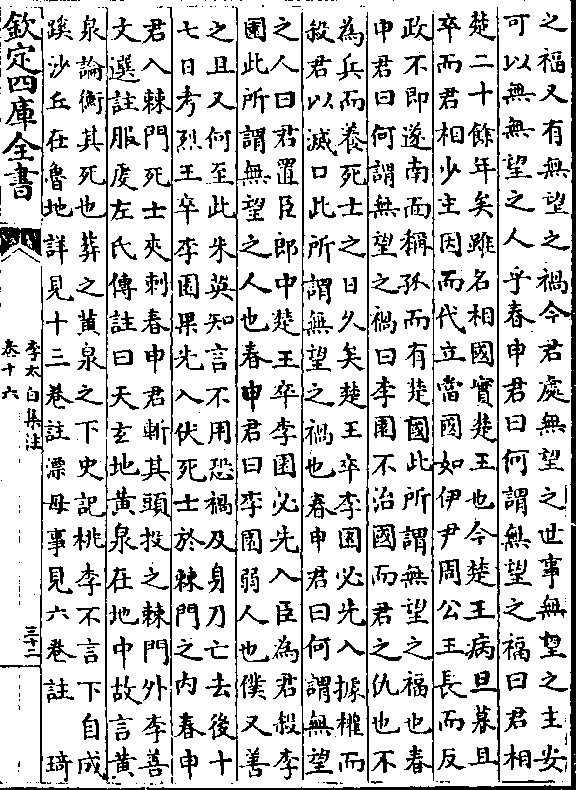 之福又有無望之禍今君處無望之世事無望之主安
可以無無望之人乎春申君曰何謂無望之福曰君相
楚二十餘年矣雖名相國實楚王也今楚王病旦暮且
卒而君相少主因而代立當國如伊尹周公王長而反
政不即遂南面稱孤而有楚國此所謂無望之福也春
申君曰何謂無望之禍曰李園不治國而君之仇也不
為兵而養死士之日久矣楚王卒李園必先入據權而
殺君以滅口此所謂無望之禍也春申君曰何謂無望
之人曰君置臣郎中楚王卒李園必先入臣為君殺李
園此所謂無望之人也春申君曰李園弱人也僕又善
之且又何至此朱英知言不用恐禍及身乃亡去後十
七日考烈王卒李園果先入伏死士於棘門之内春申
君入棘門死士夾刺春申君斬其頭投之棘門外李善
文選註服虔左氏傳註曰天玄地黄泉在地中故言黄
泉論衡其死也葬之黄泉之下史記桃李不言下自成
蹊沙丘在魯地詳見十三卷註漂母事見六卷註 琦
欽定四庫全書
李太白集注
卷十六
三十二